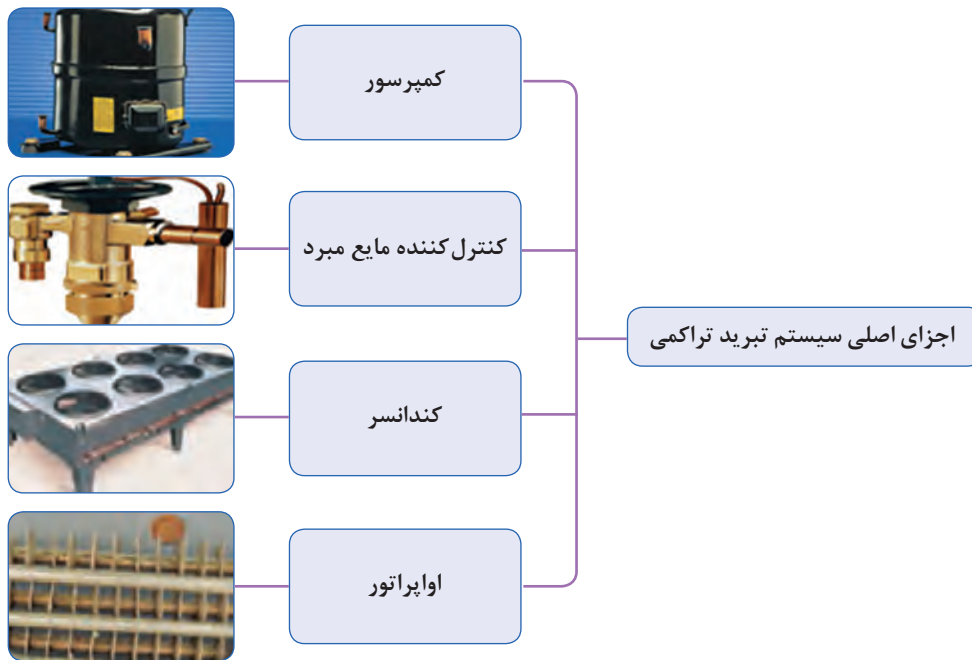 اجزای اصلی سیستم تبرید تراکمی
کمپرسور
کنترل‌کننده مایع مبرد
کندانسر
اواپراتور